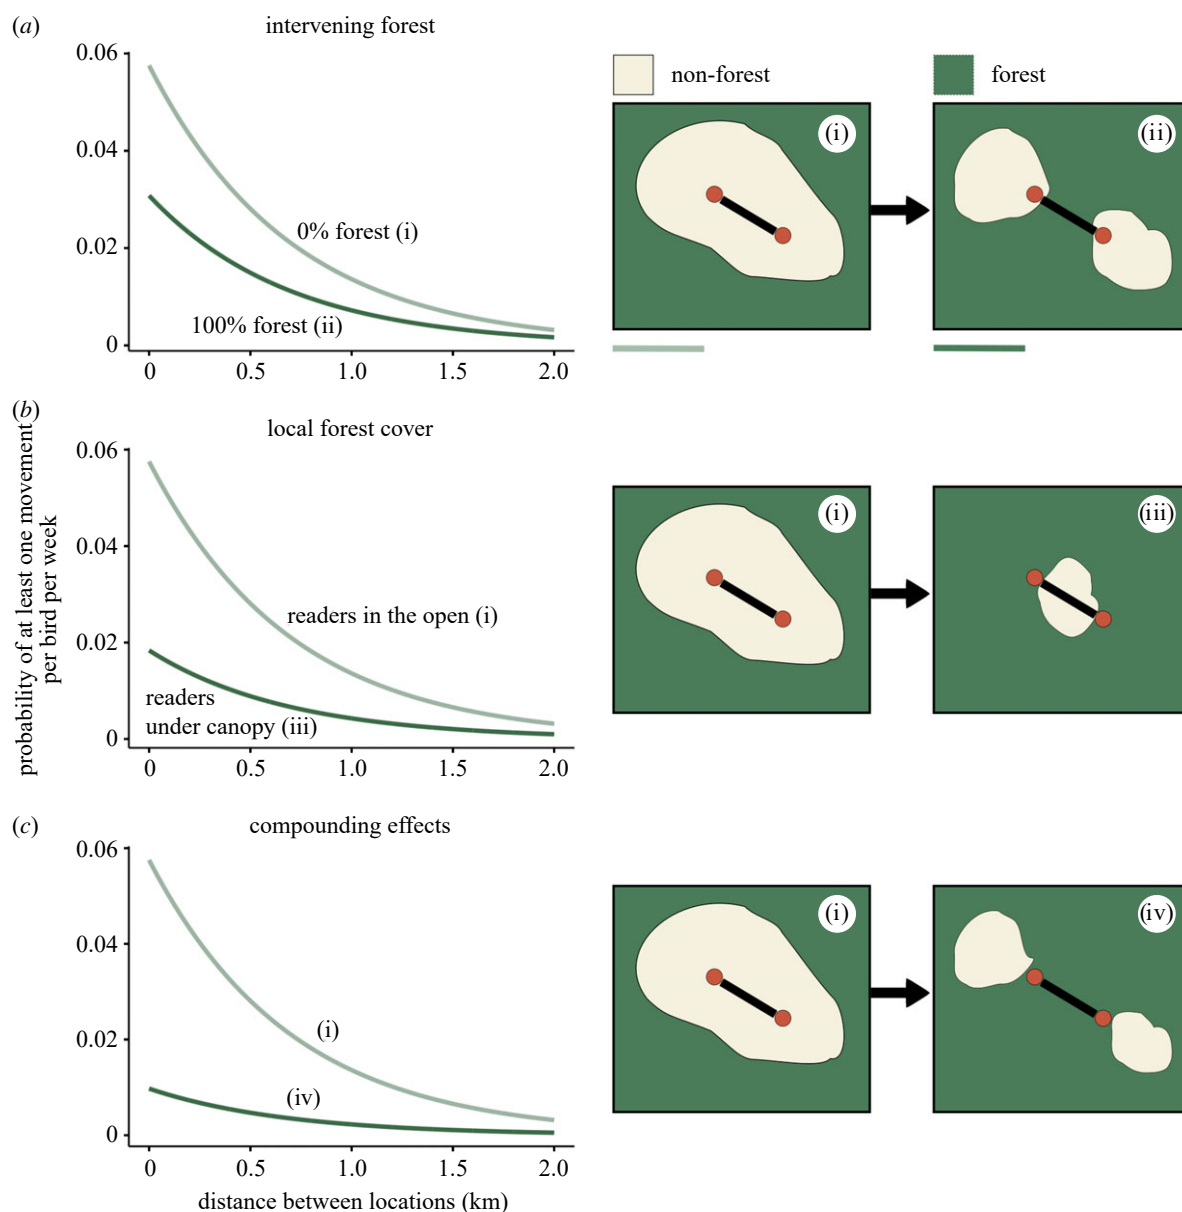 (a)
intervening forest
0.06
0.04
0.02
0
0% forest (i)
100% forest (ii)
0 0.5 1.0 1.5 2.0
non-forest
forest
(i)
(ii)
(b)
local forest cover
probability of at least one movement
per bird per week
0.06
0.04
0.02
0
readers in the open (i)
readers
under canopy (iii)
0 0.5 1.0 1.5 2.0
(i)
(iii)
(c)
compounding effects
0.06
0.04
0.02
0
(i)
(iv)
0 0.5 1.0 1.5 2.0
distance between locations (km)
(i)
(iv)